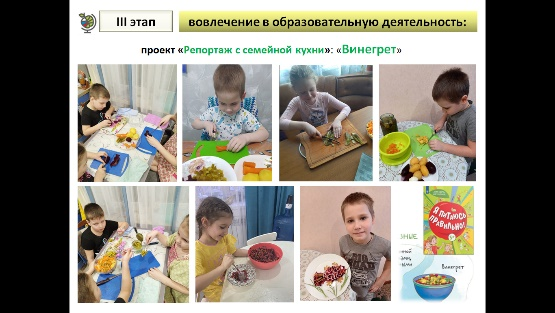 III этап
вовлечение в образовательную деятельность:
проект «Репортаж с семейной кухни»: «Винегрет»
Я ПИТАЮСЬ
ПРАВИЛЬНО!
Винегрет